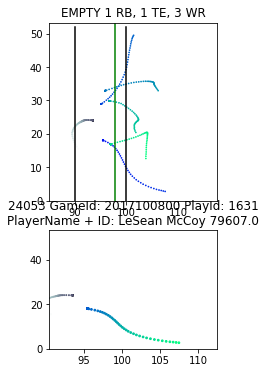 EMPTY 1 RB, 1 TE, 3 WR
50
40
30
20
10
0
90 100 110
24053 GameId: 2017100800 PlayId: 1631
PlayerName + ID: LeSean McCoy 79607.0
40
20
0
95 100 105 110